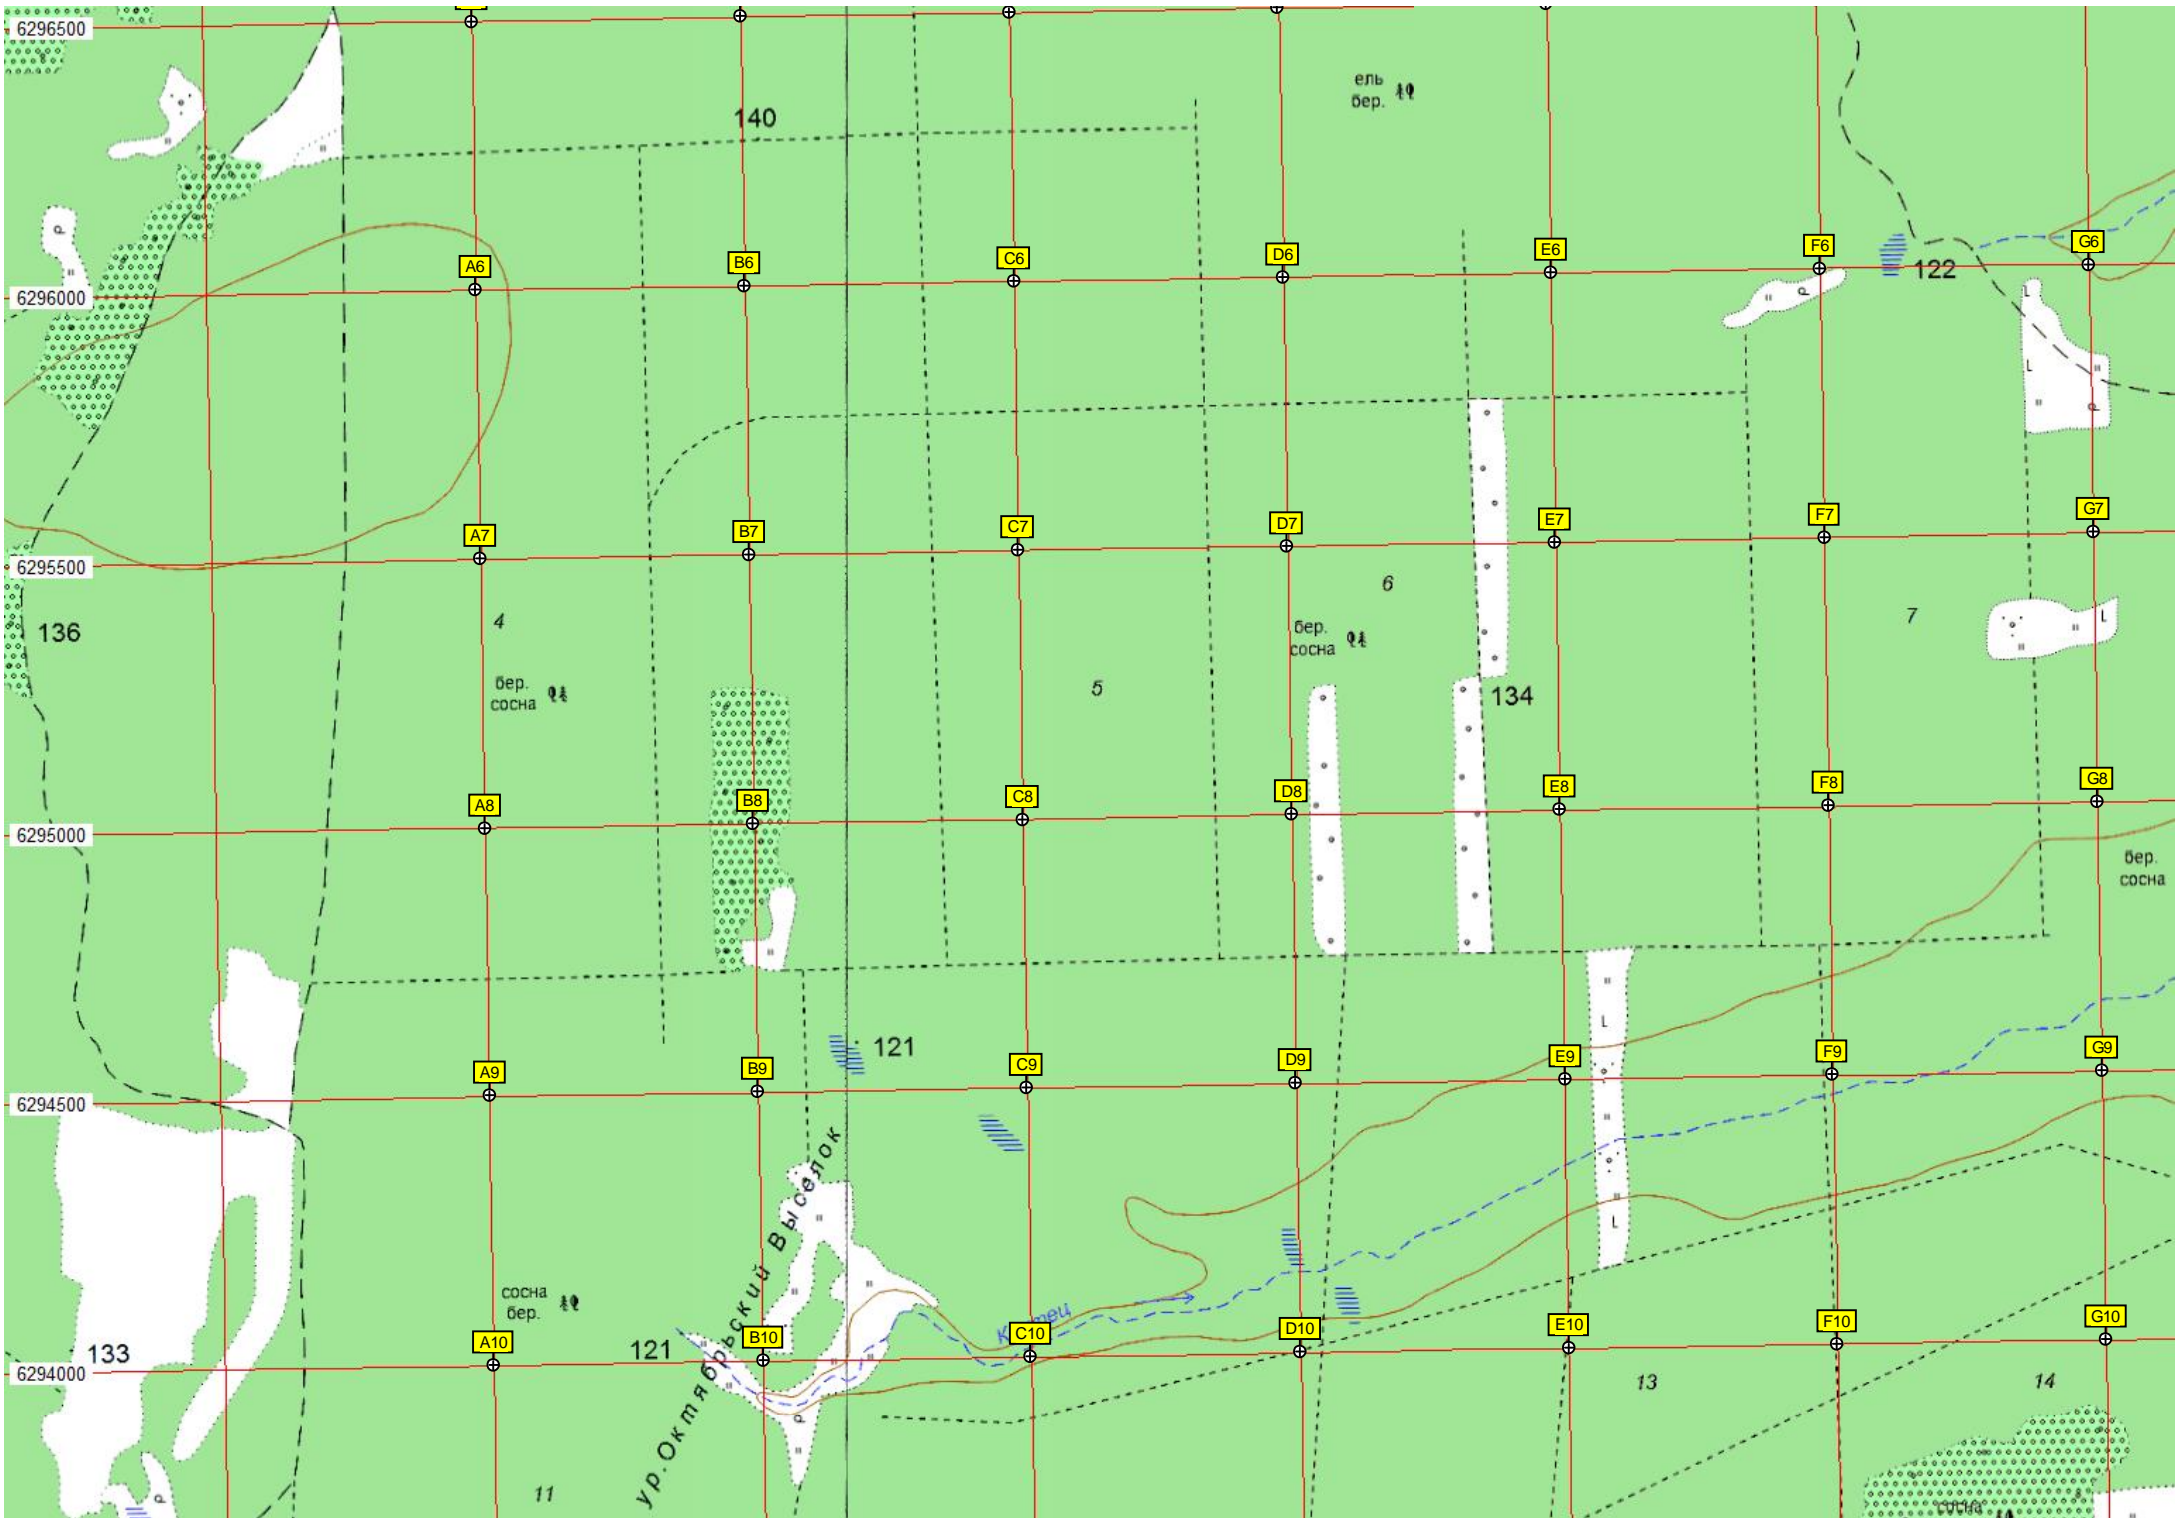 6296500
ель
бер.
140
A6
B6
C6
D6
E6
F6
G6
122
6296000
A7
B7
C7
D7
E7
F7
G7
6295500
6
4
7
136
бер.
сосна
5
134
бер.
сосна
A8
B8
C8
D8
E8
F8
G8
6295000
бер.
сосна
121
A9
B9
C9
D9
E9
F9
G9
6294500
ур. Октябрьский Выселок
сосна
бер.
A10
B10
C10
D10
E10
F10
G10
133
121
6294000
13
14
11
сосна